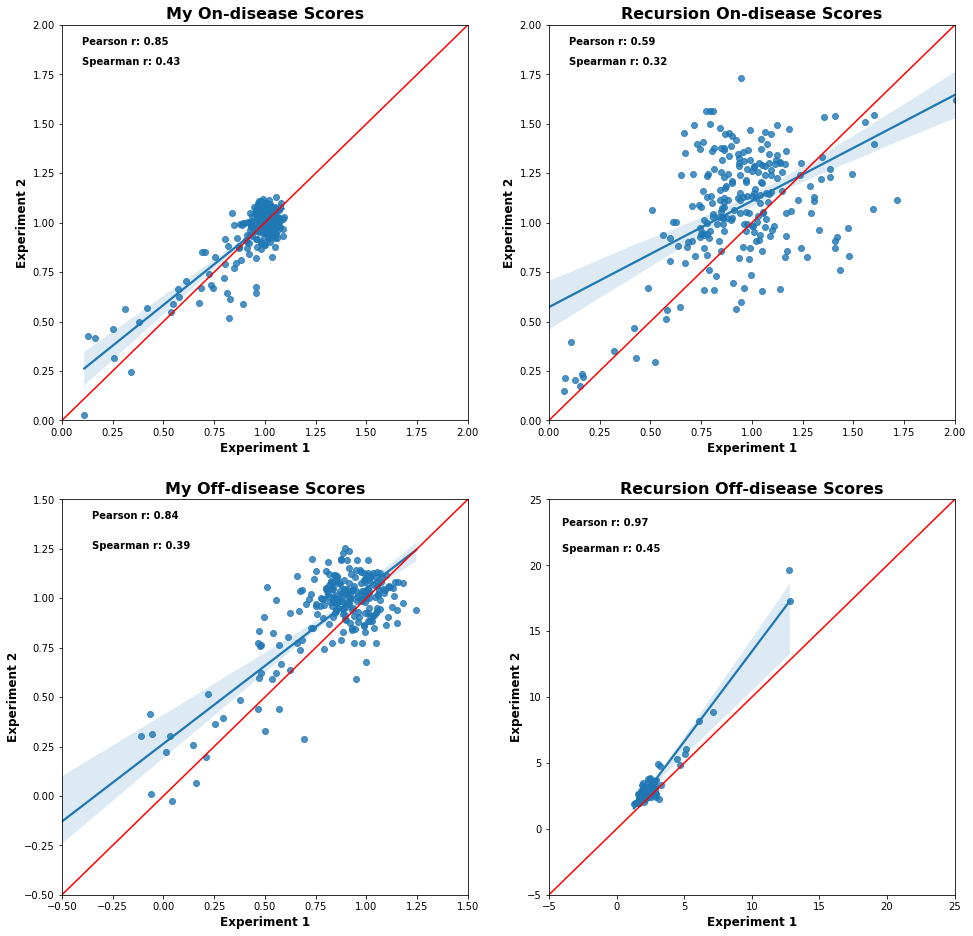 My On-disease Scores
Pearson r: 0.85
Spearman r: 0.43
2.00
1.75
1.50
1.25
1.00
0.75
0.50
0.25
0.00
Experiment 2
0.00 0.25 0.50 0.75 1.00 1.25 1.50 1.75 2.00
Experiment 1
Recursion On-disease Scores
Pearson r: 0.59
Spearman r: 0.32
2.00
1.75
1.50
1.25
1.00
0.75
0.50
0.25
0.00
Experiment 2
0.00 0.25 0.50 0.75 1.00 1.25 1.50 1.75 2.00
Experiment 1
My Off-disease Scores
Pearson r: 0.84
Spearman r: 0.39
1.50
1.25
1.00
0.75
0.50
0.25
0.00
−0.25
−0.50
Experiment 2
−0.50 −0.25 0.00 0.25 0.50 0.75 1.00 1.25 1.50
Experiment 1
Recursion Off-disease Scores
Pearson r: 0.97
Spearman r: 0.45
25
20
15
10
5
0
−5
Experiment 2
−5 0 5 10 15 20 25
Experiment 1